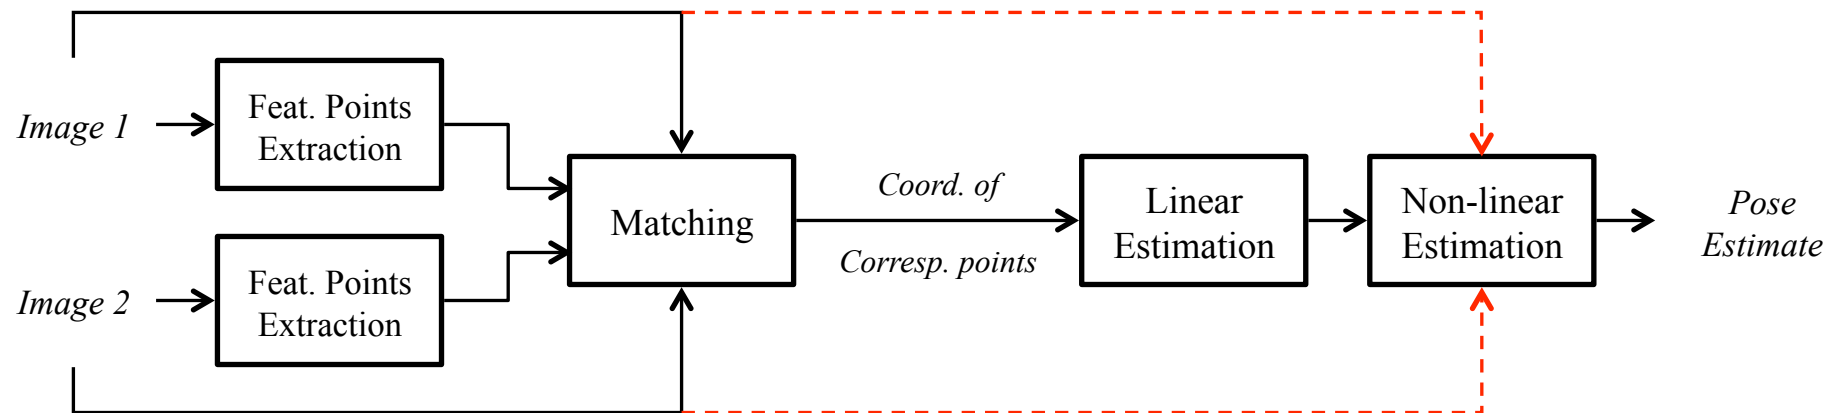 Image 1
Feat. Points
Extraction
Image 2
Feat. Points
Extraction
Matching
Coord. of
Corresp. points
Linear
Estimation
Non-linear
Estimation
Pose
Estimate